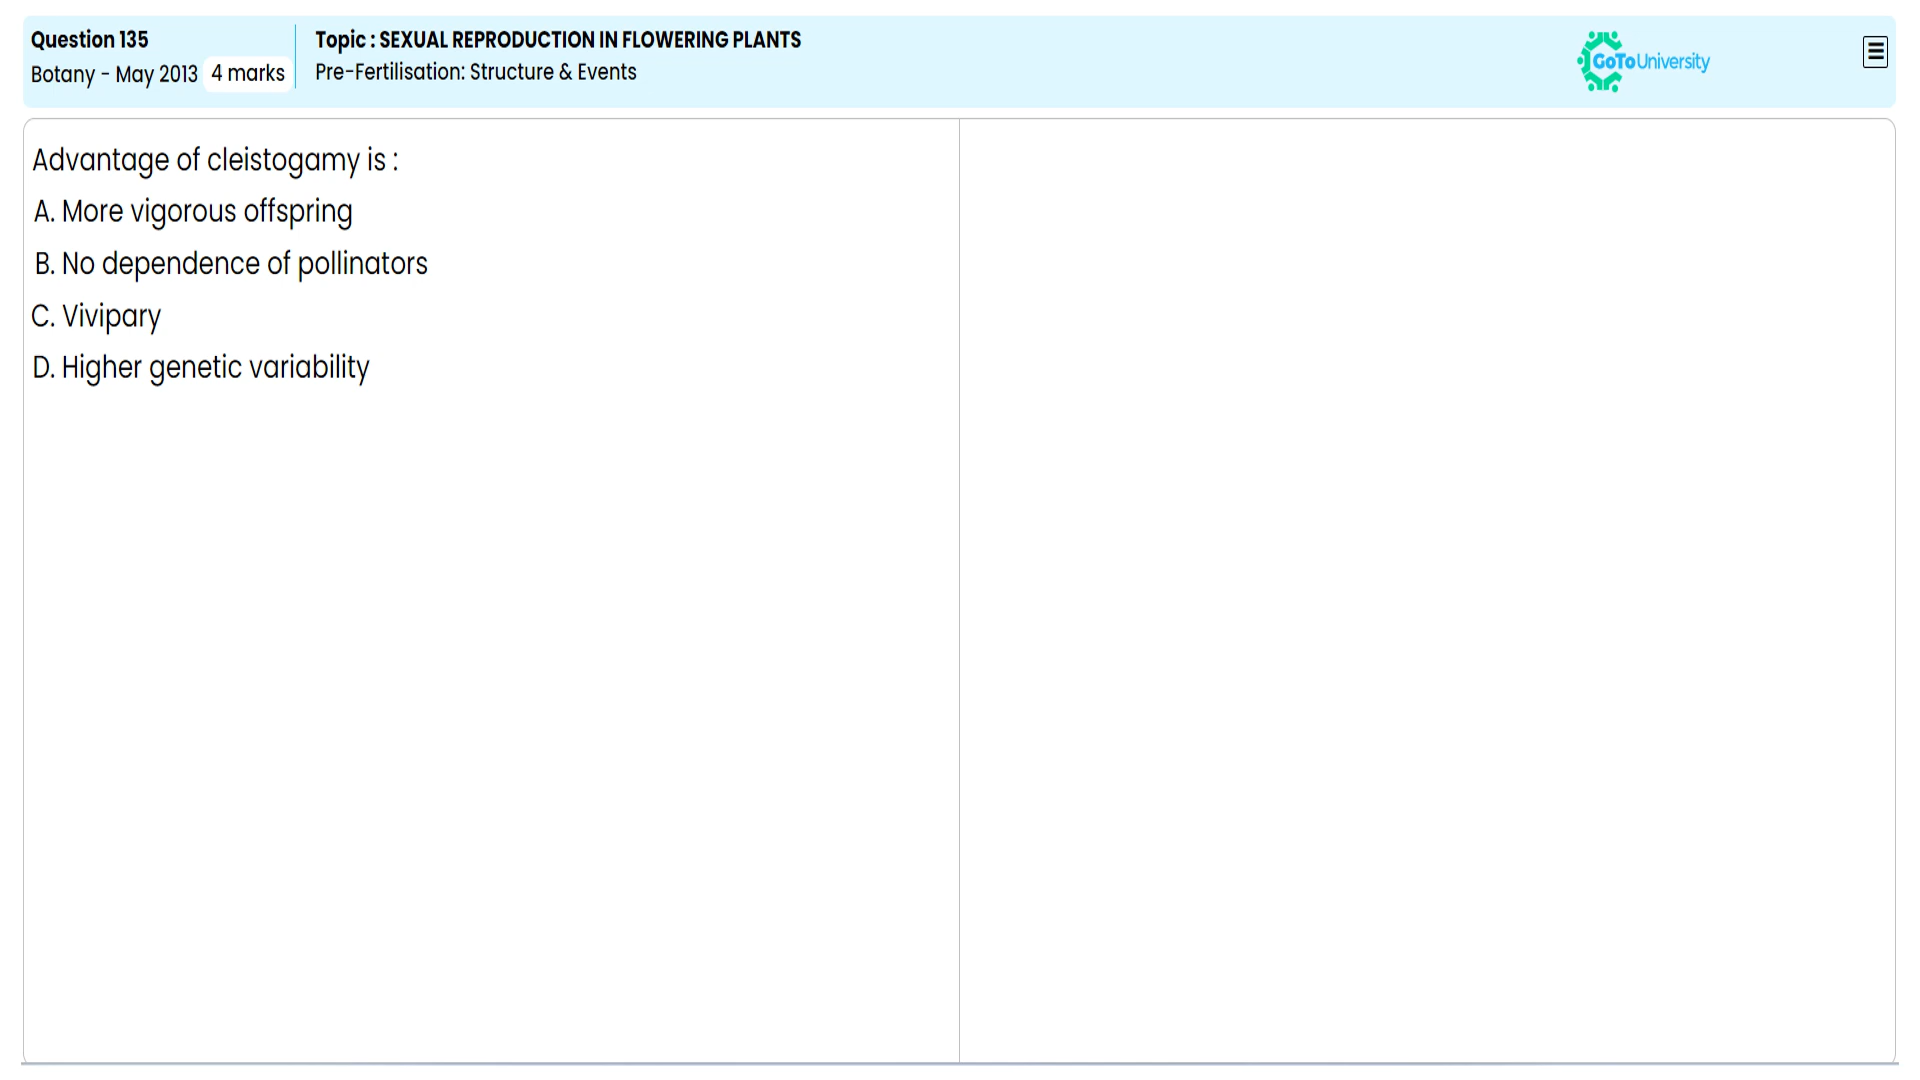 Question 135
Botany - May 2013 4 marks
Topic : SEXUAL REPRODUCTION IN FLOWERING PLANTS
Pre-Fertilisation: Structure & Events
GoToUniversity
Advantage of cleistogamy is :
A. More vigorous offspring
B. No dependence of pollinators
C. Vivipary
D. Higher genetic variability